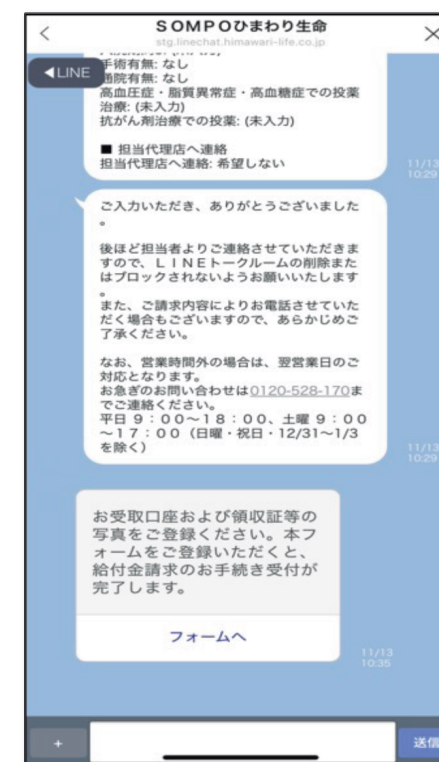 SOMPOひまわり生命
stg.linechat.himawari-life.co.jp
◀LINE
手術有無: なし
通院有無: なし
高血圧症・脂質異常症・高血糖症での投薬
治療: (未入力)
抗がん剤治療での投薬: (未入力)
■ 担当代理店へ連絡
担当代理店へ連絡: 希望しない
11/13
10:29
ご入力いただき、ありがとうございました
。
後ほど担当者よりご連絡させていただきま
すので、ＬＩＮＥトークルームの削除また
はブロックされないようお願いいたします
。
また、ご請求内容によりお電話させていた
だく場合もございますので、あらかじめご
了承ください。
なお、営業時間外の場合は、翌営業日のご
対応となります。
お急ぎのお問い合わせは0120-528-170ま
でご連絡ください。
平日９：００～１８：００、土曜９：００
～１７：００（日曜・祝日・12/31～1/3
を除く）
11/13
10:29
お受取口座および領収証等の
写真をご登録ください。本フ
ォームをご登録いただくと、
給付金請求のお手続き受付が
完了します。
フォームへ
11/13
10:35
+
送信